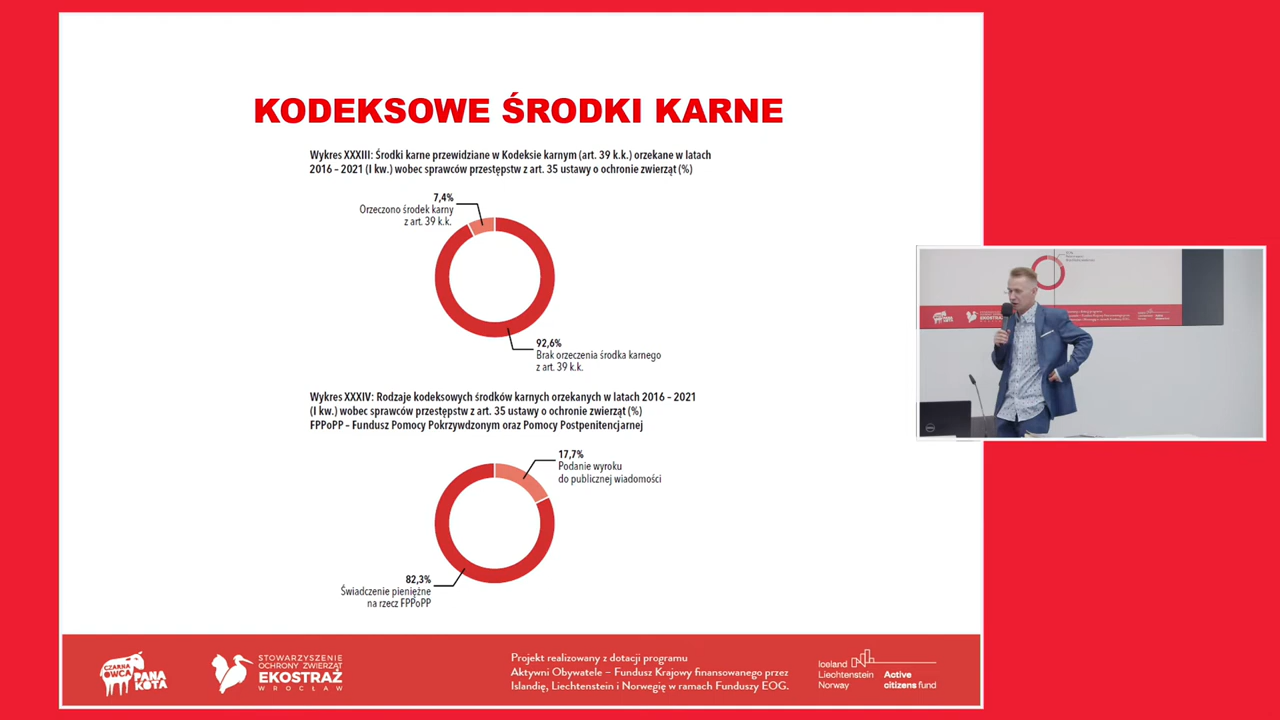 KODEKSOWE ŚRODKI KARNE
Wykres XXXIII: Środki karne przewidziane w Kodeksie karnym (art. 39 k.k.) orzekane w latach
2016 – 2021 (I kw.) wobec sprawców przestępstw z art. 35 ustawy o ochronie zwierząt (%)
7,4%
Orzeczono środek karny
z art. 39 k.k.
92,6%
Brak orzeczenia środka karnego
z art. 39 k.k.
Wykres XXXIV: Rodzaje kodeksowych środków karnych orzekanych w latach 2016 – 2021
(I kw.) wobec sprawców przestępstw z art. 35 ustawy o ochronie zwierząt (%)
FPPoPP – Fundusz Pomocy Pokrzywdzonym oraz Pomocy Postpenitencjarnej
17,7%
Podanie wyroku
do publicznej wiadomości
82,3%
Świadczenie pieniężne
na rzecz FPPoPP
CZARNA
OWCA
PANA
KOTA
STOWARZYSZENIE
OCHRONY ZWIERZĄT
EKOSTRAŻ
WROCŁAW
Projekt realizowany z dotacji programu
Aktywni Obywatele – Fundusz Krajowy finansowanego przez
Islandię, Liechtenstein i Norwegię w ramach Funduszy EOG.
Iceland
Liechtenstein
Norway
Active
citizens fund
PANA
KOTA
EKOSTRAŻ